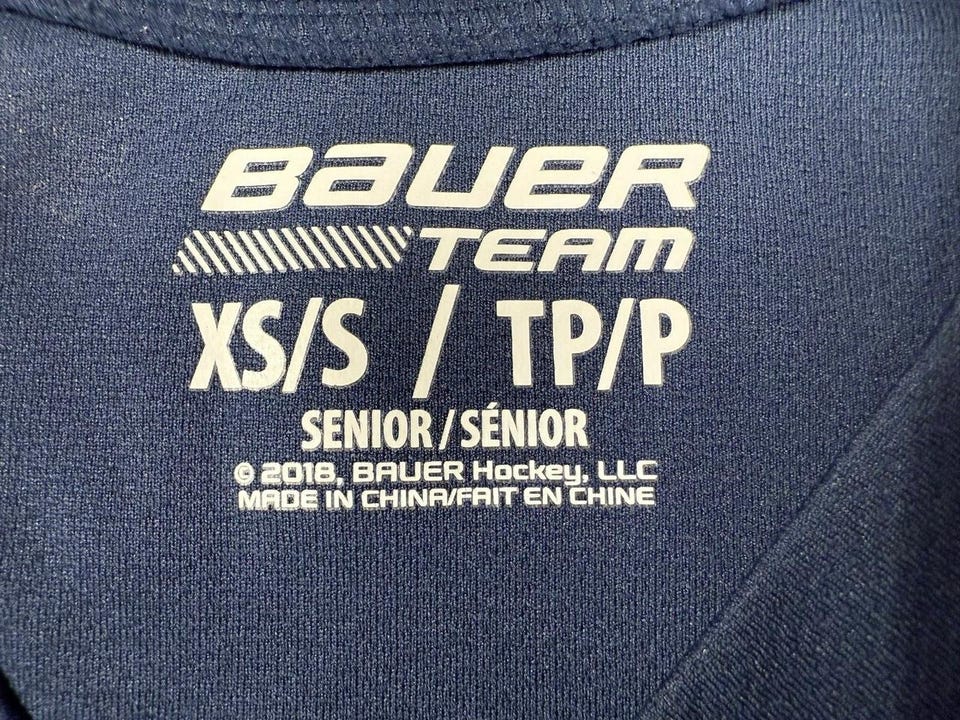 BAUER
TEAM
XS/S / TP/P
SENIOR / SÉNIOR
© 2018, BAUER Hockey, LLC
MADE IN CHINA/FAIT EN CHINE